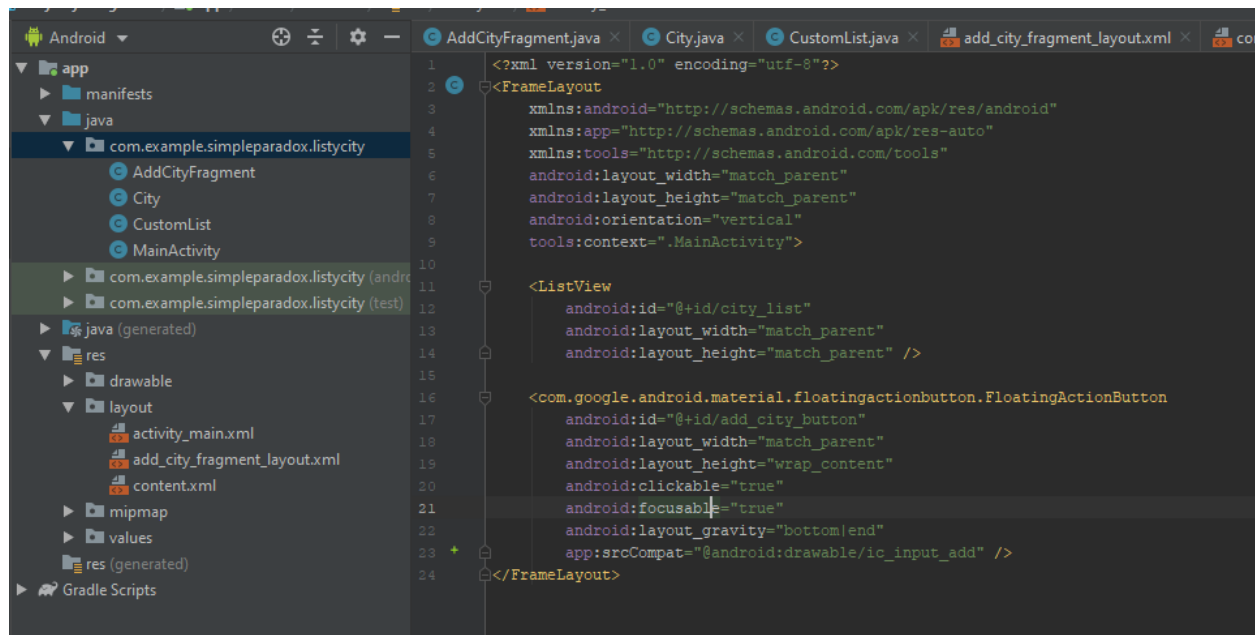 Android
app
manifests
java
com.example.simpleparadox.listycity
AddCityFragment
City
CustomList
MainActivity
com.example.simpleparadox.listycity (andro
com.example.simpleparadox.listycity (test)
java (generated)
res
drawable
layout
activity_main.xml
add_city_fragment_layout.xml
content.xml
mipmap
values
res (generated)
Gradle Scripts
AddCityFragment.java × City.java × CustomList.java × add_city_fragment_layout.xml × co
1 <?xml version="1.0" encoding="utf-8"?>
2 <FrameLayout
3 xmlns:android="http://schemas.android.com/apk/res/android"
4 xmlns:app="http://schemas.android.com/apk/res-auto"
5 xmlns:tools="http://schemas.android.com/tools"
6 android:layout_width="match_parent"
7 android:layout_height="match_parent"
8 android:orientation="vertical"
9 tools:context=".MainActivity">
10
11 <ListView
12 android:id="@+id/city_list"
13 android:layout_width="match_parent"
14 android:layout_height="match_parent" />
15
16 <com.google.android.material.floatingactionbutton.FloatingActionButton
17 android:id="@+id/add_city_button"
18 android:layout_width="match_parent"
19 android:layout_height="wrap_content"
20 android:clickable="true"
21 android:focusable="true"
22 android:layout_gravity="bottom|end"
23 app:srcCompat="@android:drawable/ic_input_add" />
24 </FrameLayout>